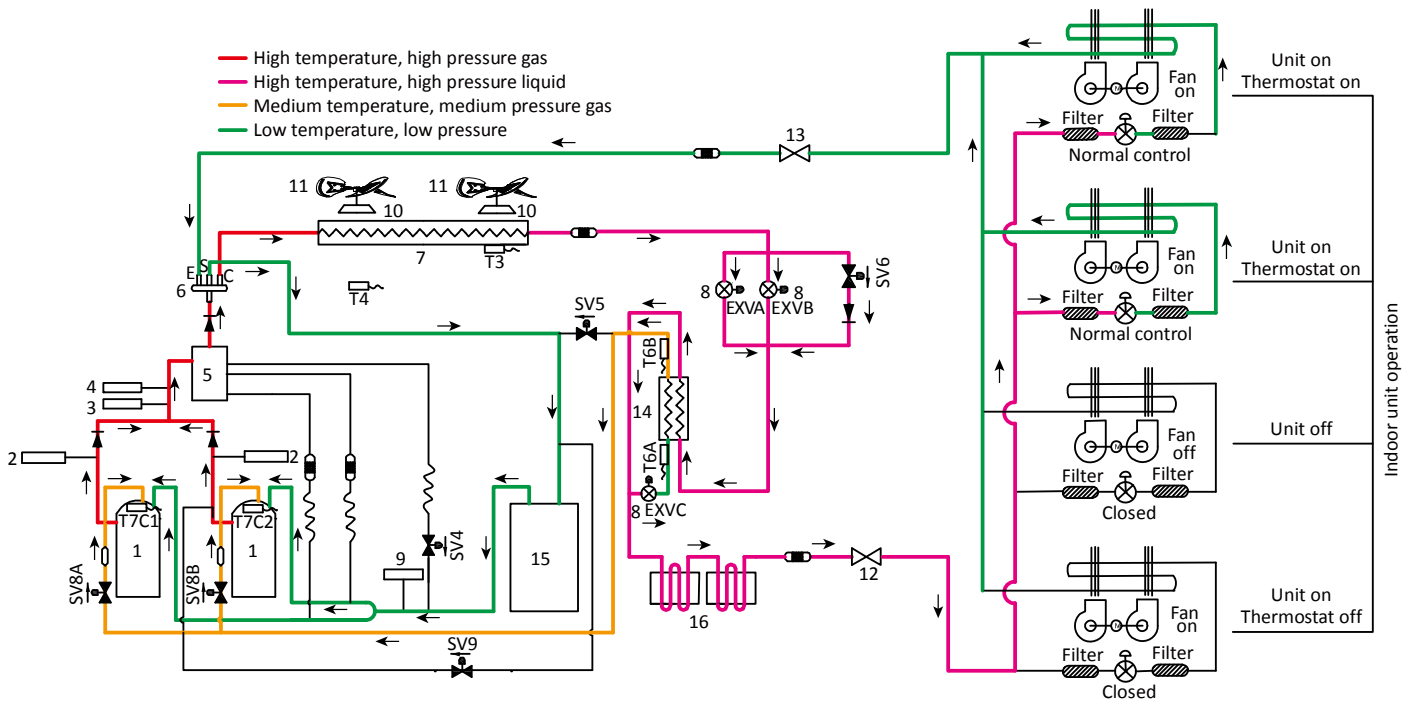 High temperature, high pressure gas
High temperature, high pressure liquid
Medium temperature, medium pressure gas
Low temperature, low pressure
13
11
11
10
10
7
T3
T4
E
S
C
6
5
4
3
2
2
T7C1
T7C2
1
1
SV8A
SV8B
SV9
9
SV4
15
SV5
T6B
14
T6A
8
EXVC
8
8
EXVA
EXVB
SV6
16
12
Fan
on
Filter
Filter
Normal control
Unit on
Thermostat on
Fan
on
Filter
Filter
Normal control
Unit on
Thermostat on
Fan
off
Filter
Filter
Closed
Unit off
Fan
on
Filter
Filter
Closed
Unit on
Thermostat off
Indoor unit operation